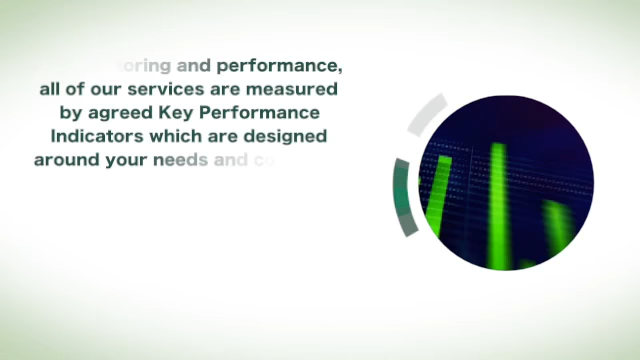 and performance,
all of our services are measured
by agreed Key Performance
Indicators which are designed
around your needs and